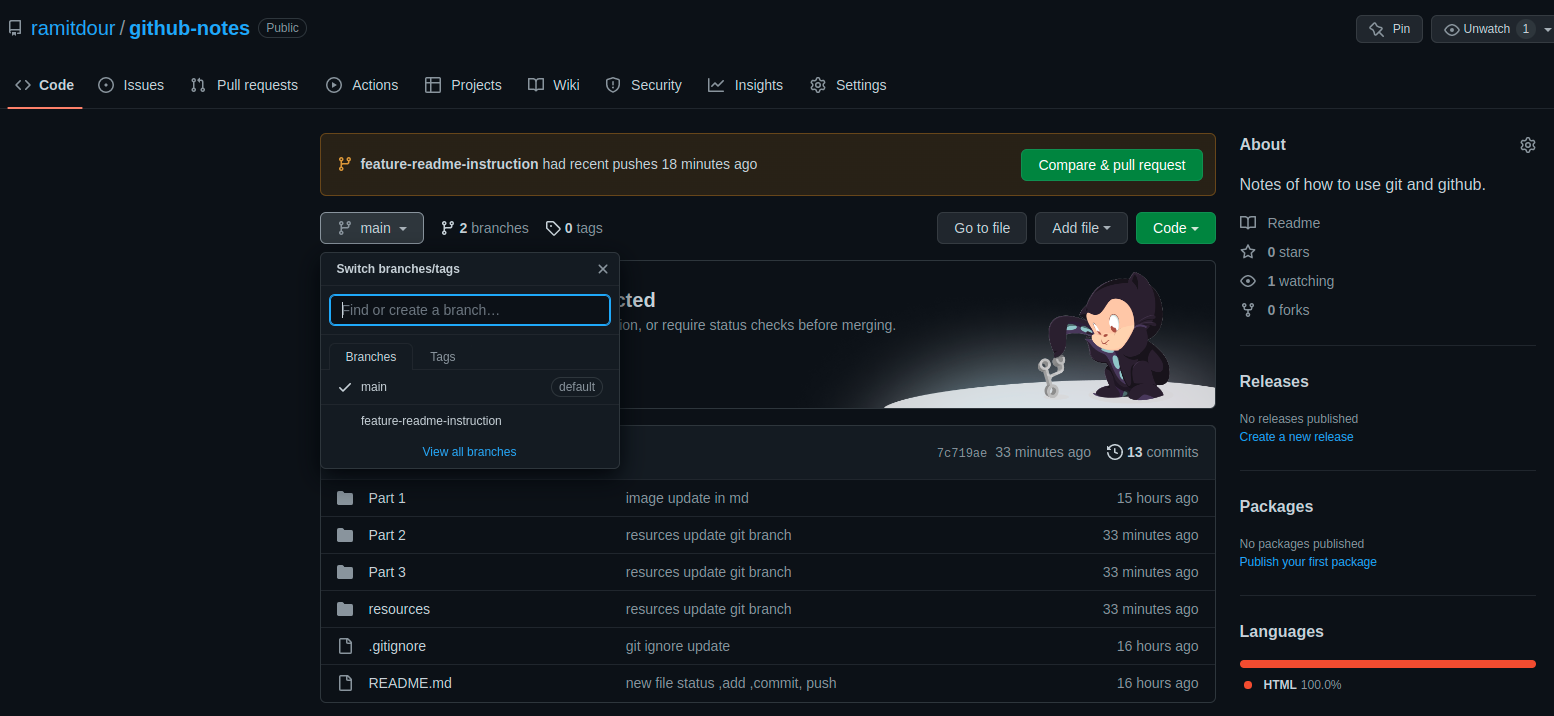 ramitdour / github-notes Public
Pin Unwatch 1
Code Issues Pull requests Actions Projects Wiki Security Insights Settings
feature-readme-instruction had recent pushes 18 minutes ago Compare & pull request
main 2 branches 0 tags Go to file Add file Code
Switch branches/tags
Find or create a branch…
Branches Tags
main default
feature-readme-instruction
View all branches
cted
ion, or require status checks before merging.
7c719ae 33 minutes ago 13 commits
Part 1 image update in md 15 hours ago
Part 2 resurces update git branch 33 minutes ago
Part 3 resurces update git branch 33 minutes ago
resources resurces update git branch 33 minutes ago
.gitignore git ignore update 16 hours ago
README.md new file status ,add ,commit, push 16 hours ago
About
Notes of how to use git and github.
Readme
0 stars
1 watching
0 forks
Releases
No releases published
Create a new release
Packages
No packages published
Publish your first package
Languages
HTML 100.0%